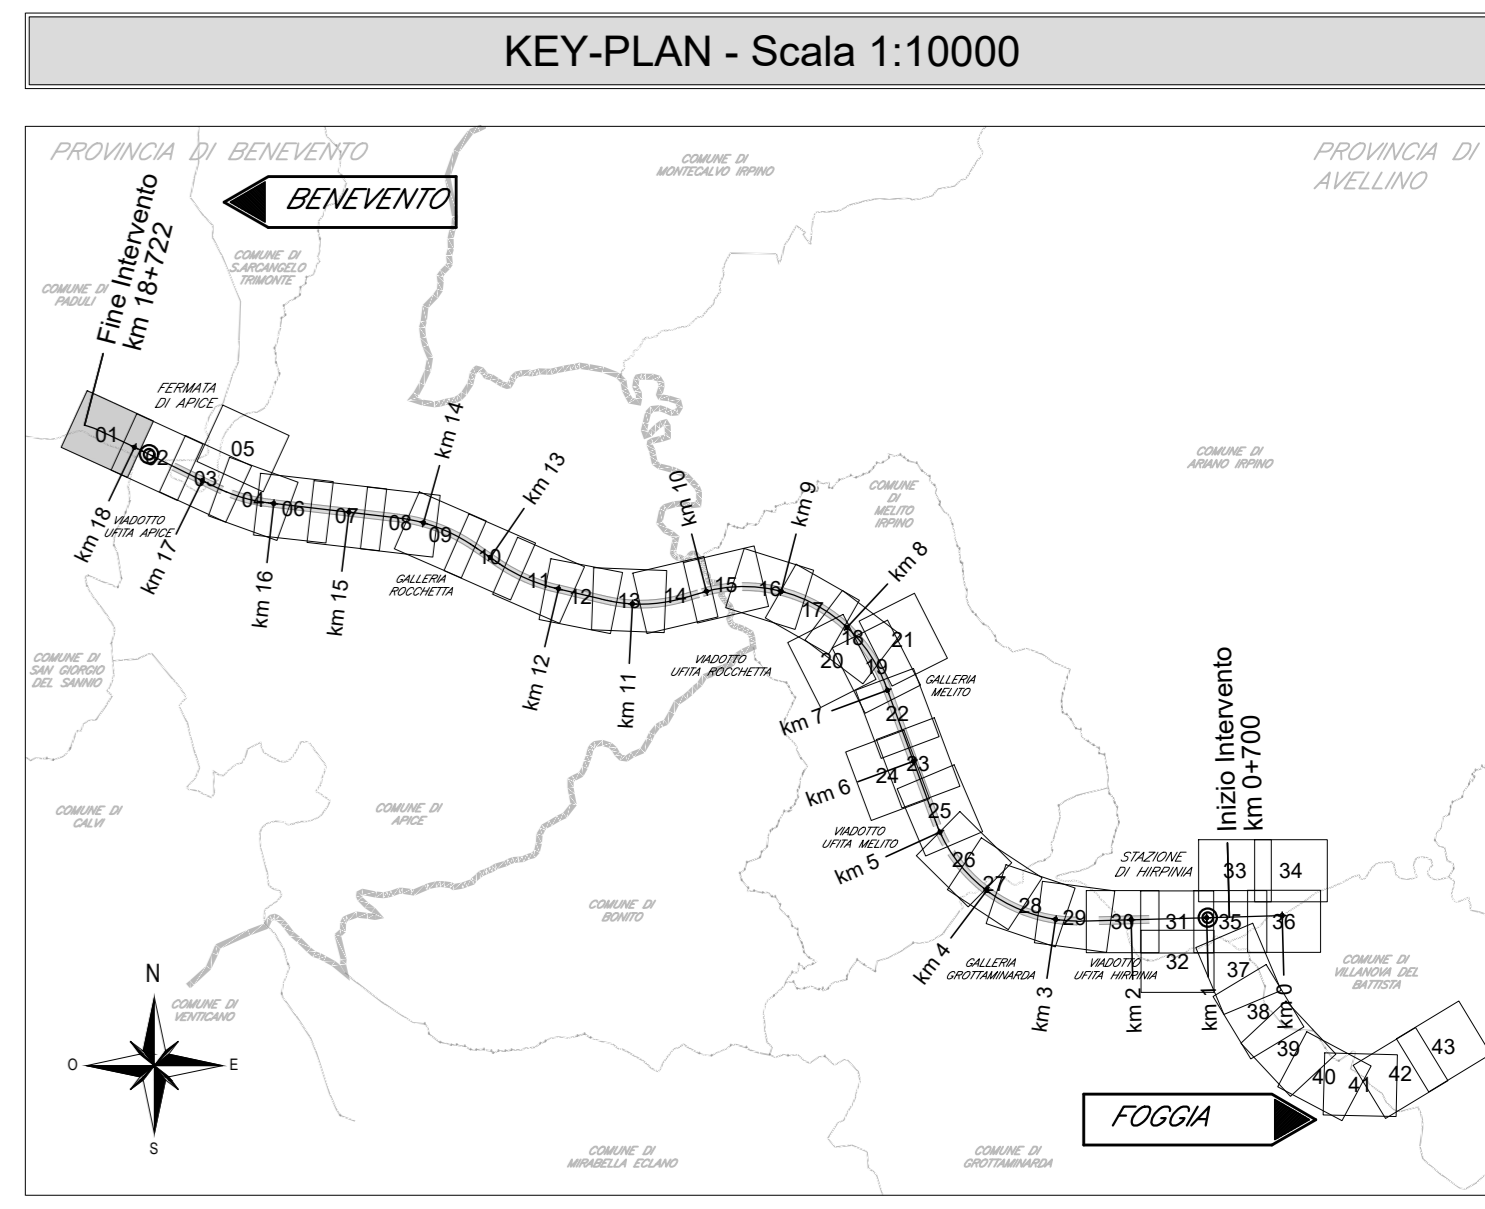 KEY-PLAN - Scala 1:10000
PROVINCIA DI BENEVENTO
COMUNE DI
MONTECALVO IRPINO
PROVINCIA DI
AVELLINO
BENEVENTO
Fine Intervento
km 18+722
COMUNE DI
S.ARCANGELO
TRIMONTE
COMUNE DI
PADULI
FERMATA
DI APICE
01
02
03
04
05
06
07
08
09
10
11
12
13
14
15
16
17
18
19
20
21
22
23
24
25
26
27
28
29
30
31
32
33
34
35
36
37
38
39
40
41
42
43
km 18
km 17
km 16
km 15
km 14
km 13
km 12
km 11
km 10
km 9
km 8
km 7
km 6
km 5
km 4
km 3
km 2
km 1
km 0
VIADOTTO
UFITA APICE
GALLERIA
ROCCHETTA
COMUNE
DI
MELITO
IRPINO
COMUNE DI
ARIANO IRPINO
COMUNE DI
SAN GIORGIO
DEL SANNIO
VIADOTTO
UFITA ROCCHETTA
GALLERIA
MELITO
Inizio Intervento
km 0+700
COMUNE DI
CALVI
COMUNE DI
APICE
VIADOTTO
UFITA MELITO
STAZIONE
DI HIRPINIA
COMUNE DI
BONITO
GALLERIA
GROTTAMINARDA
VIADOTTO
UFITA HIRPINIA
COMUNE DI
VILLANOVA DEL
BATTISTA
COMUNE DI
VENTICANO
N
O
E
S
FOGGIA
COMUNE DI
MIRABELLA ECLANO
COMUNE DI
GROTTAMINARDA